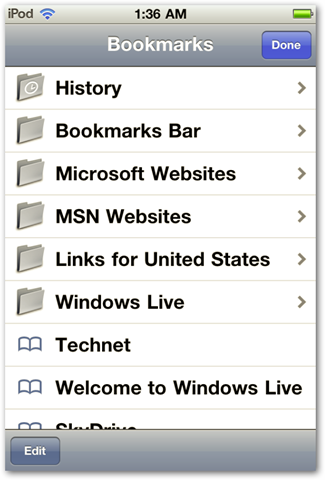 iPod 1:36 AM
Bookmarks Done
History
Bookmarks Bar
Microsoft Websites
MSN Websites
Links for United States
Windows Live
Technet
Welcome to Windows Live
SkyDrive
Edit